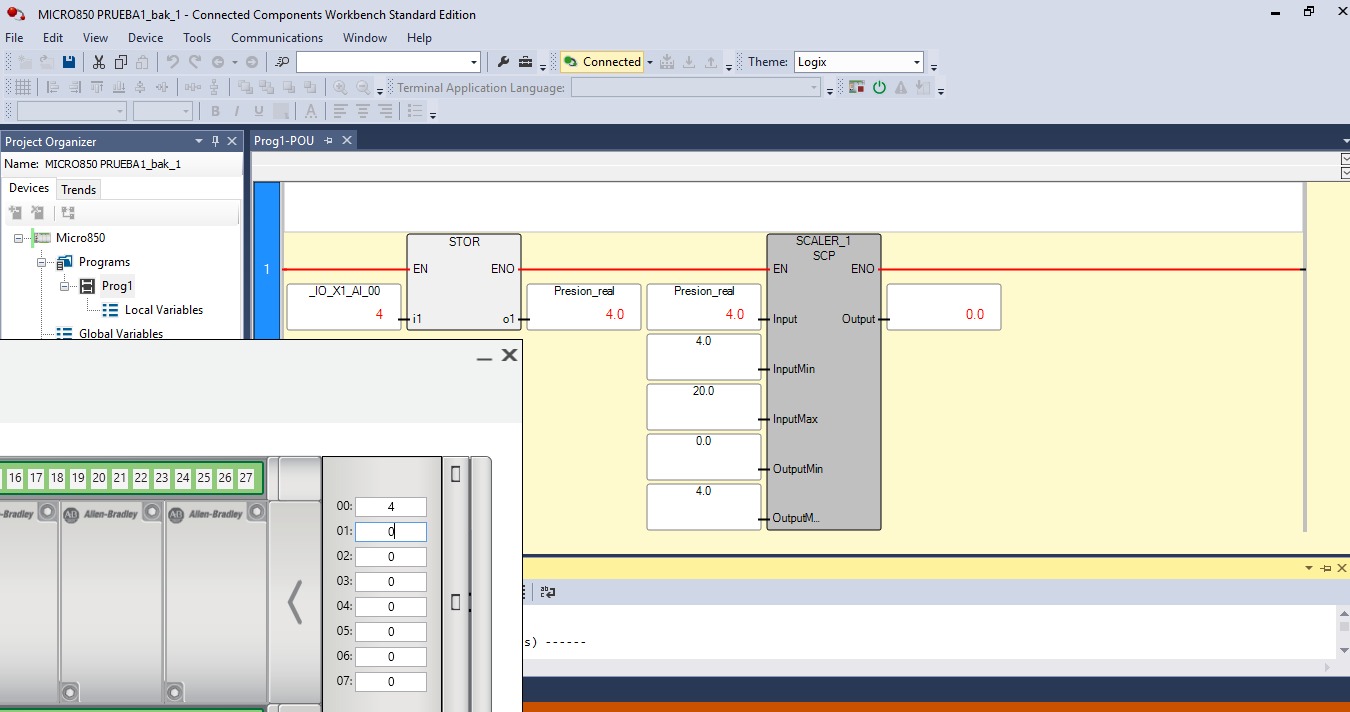 MICRO850 PRUEBA1_bak_1 - Connected Components Workbench Standard Edition
File Edit View Device Tools Communications Window Help
Connected Theme: Logix
Terminal Application Language:
B I U A
Project Organizer
Name: MICRO850 PRUEBA1_bak_1
Devices Trends
Micro850
Programs
Prog1
Local Variables
Global Variables
Prog1-POU
1
STOR
EN ENO
i1 o1
_IO_X1_AI_00
4
Presion_real
4.0
Presion_real
4.0
SCALER_1
SCP
EN ENO
Input Output
0.0
4.0
InputMin
20.0
InputMax
0.0
OutputMin
4.0
OutputM...
16 17 18 19 20 21 22 23 24 25 26 27
-Bradley AB Allen-Bradley AB Allen-Bradley
00: 4
01: 0
02: 0
03: 0
04: 0
05: 0
06: 0
07: 0
s) ------